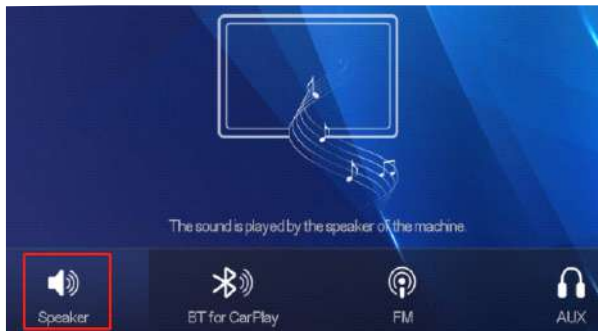 The sound is played by the speaker of the machine.
Speaker
BT for CarPlay
FM
AUX